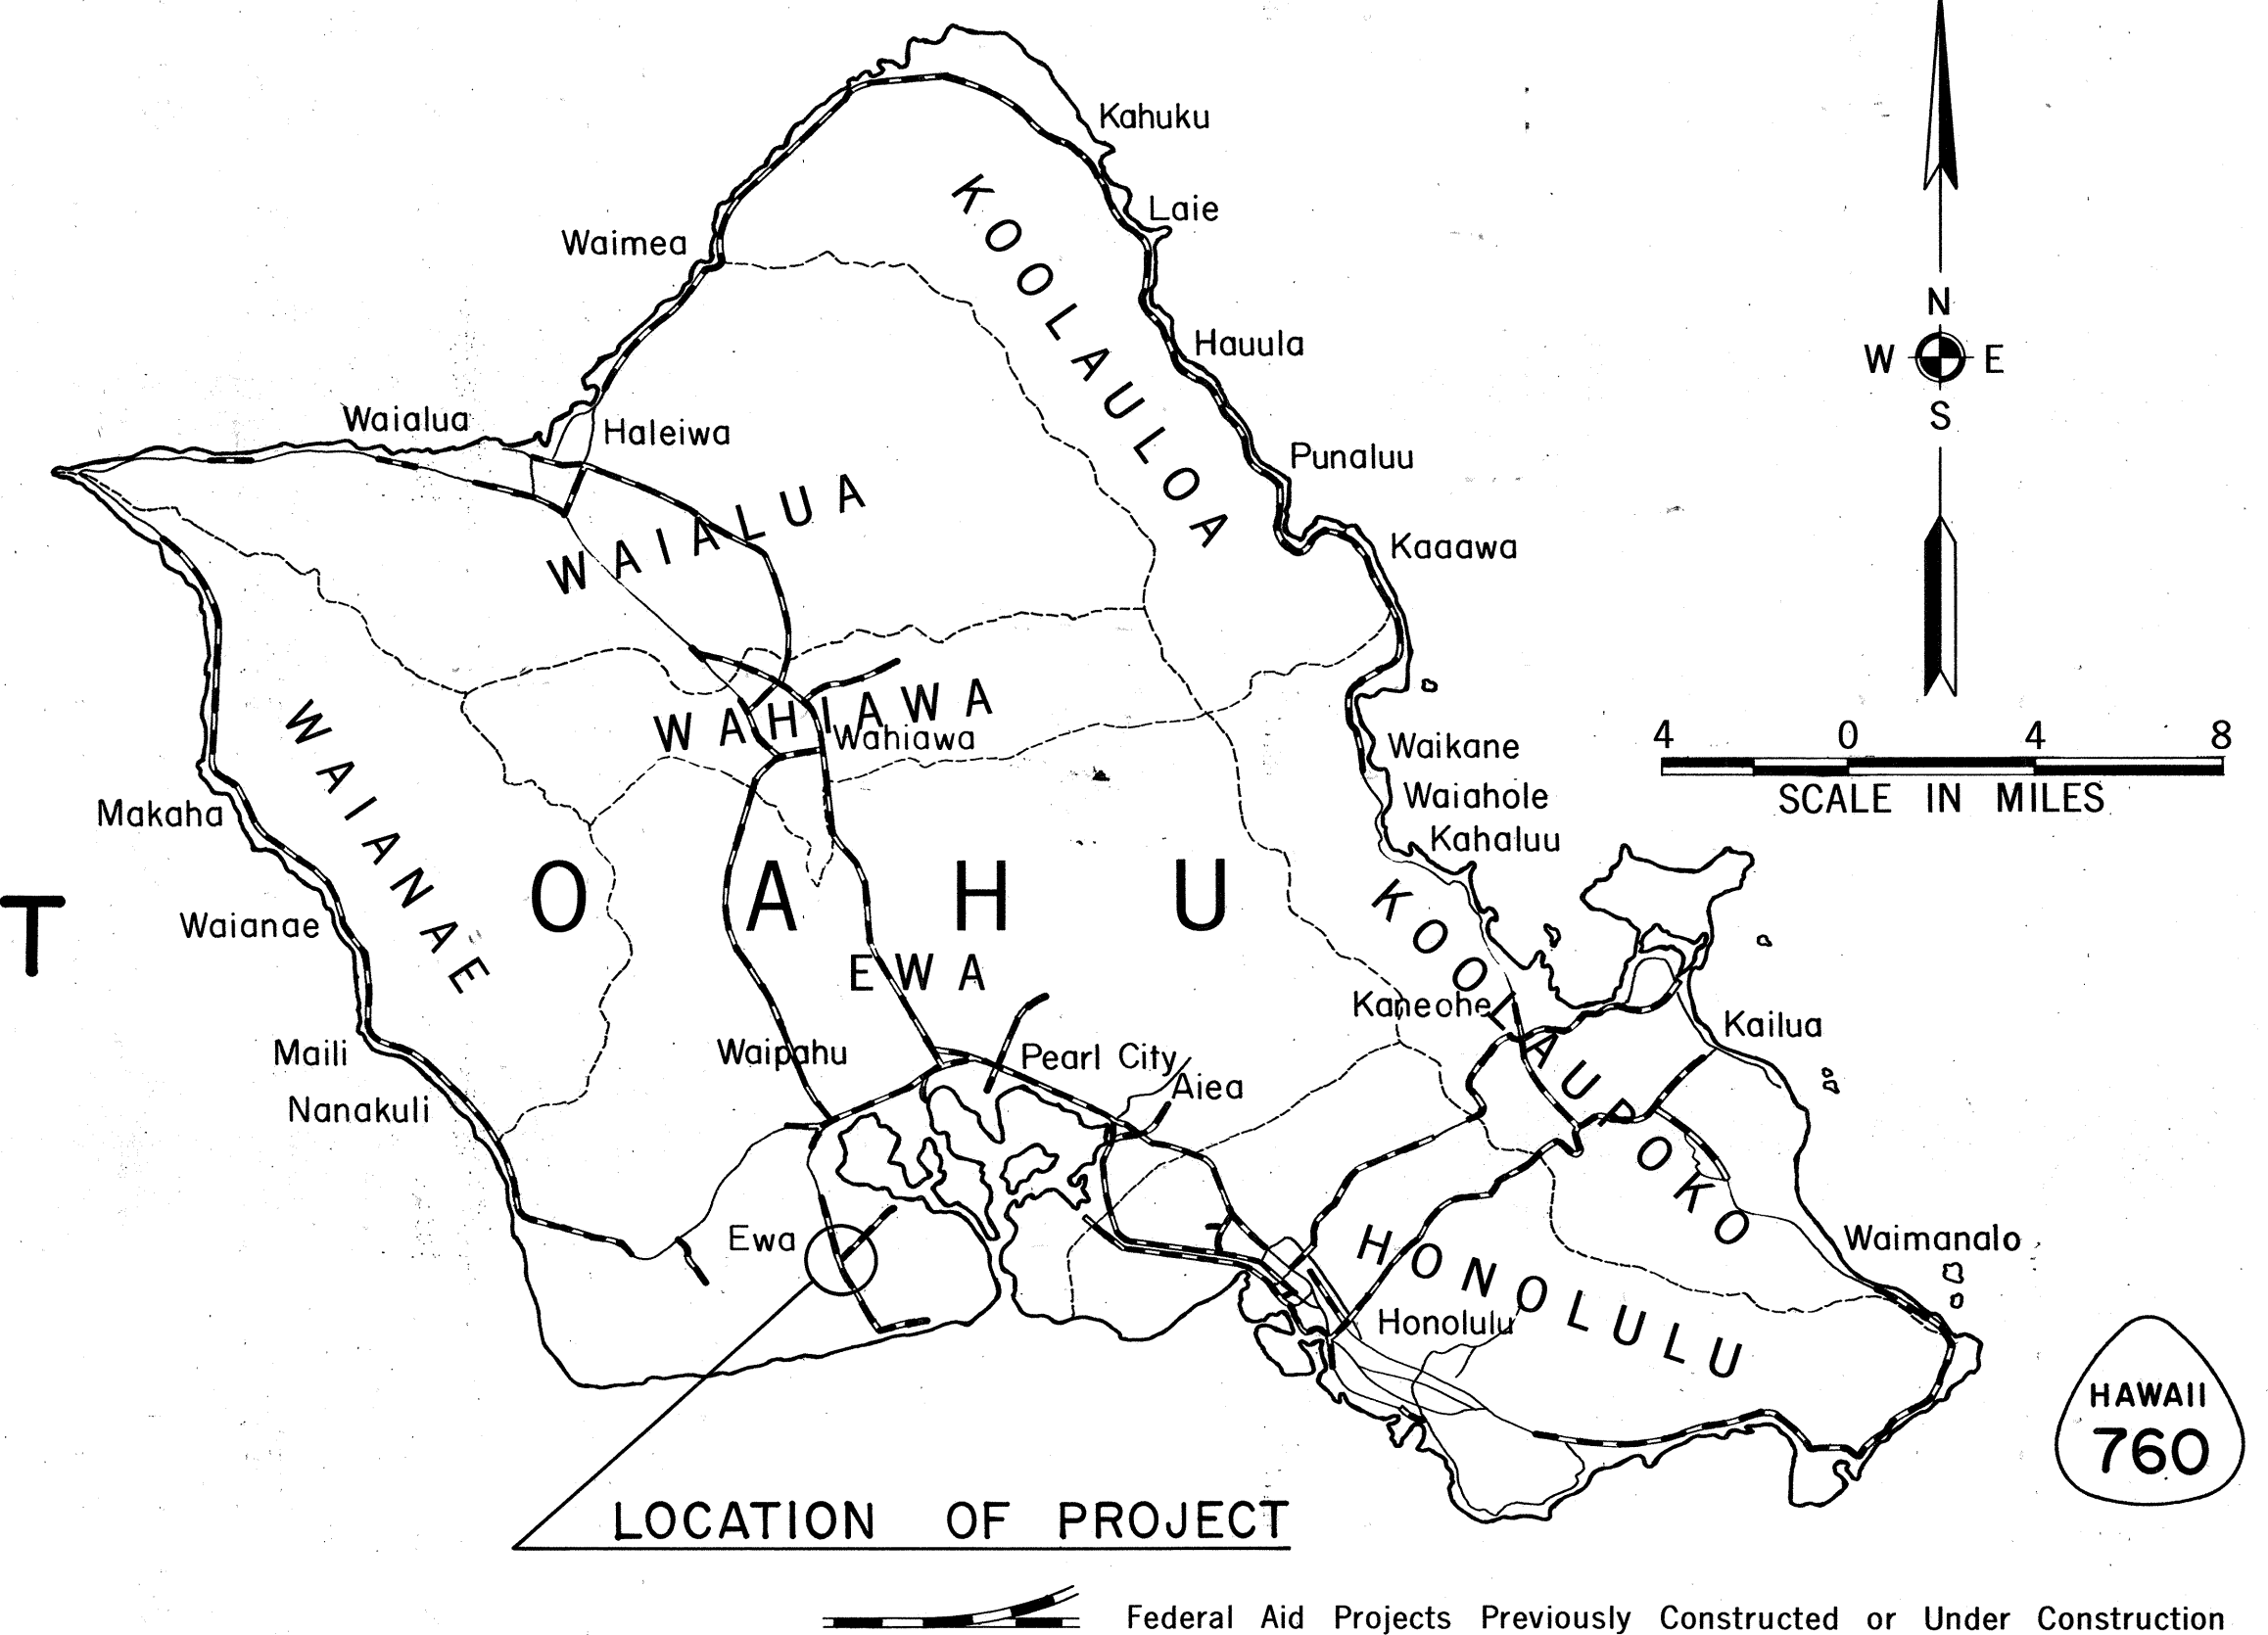 Kahuku
KOOLAULOA
Laie
Waimea
N
W E
S
Hauula
Waialua
Haleiwa
Punaluu
WAIALUA
Kaaawa
WAHIAWA
Wahiawa
Waikane
4 0 4 8
SCALE IN MILES
Waiahole
Kahaluu
WAIANAE
Makaha
T
OAHU
Waianae
EWA
KOOLAUPOKO
Kaneohe
Kailua
Maili
Waipahu
Pearl City
Aiea
Nanakuli
Ewa
HONOLULU
Waimanalo
Honolulu
HAWAII
760
LOCATION OF PROJECT
Federal Aid Projects Previously Constructed or Under Construction